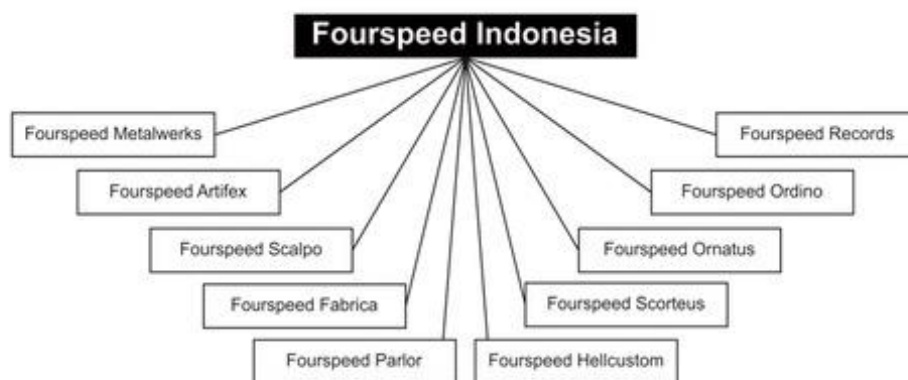 Fourspeed Indonesia
Fourspeed Metalwerks
Fourspeed Records
Fourspeed Artifex
Fourspeed Ordino
Fourspeed Scalpo
Fourspeed Ornatus
Fourspeed Fabrica
Fourspeed Scorteus
Fourspeed Parlor
Fourspeed Hellcustom